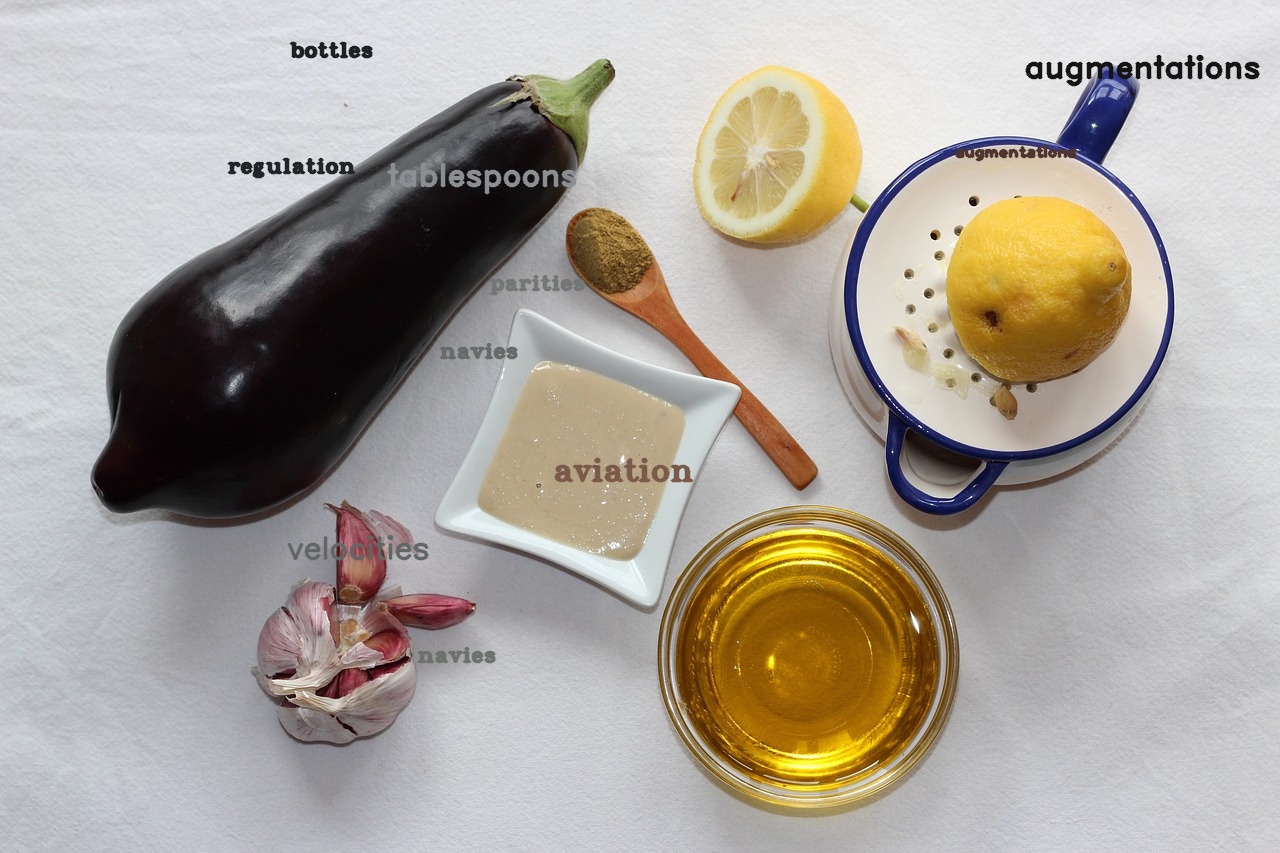 bottles
augmentations
augmentations
regulation
tablespoons
parities
navies
aviation
velocities
navies